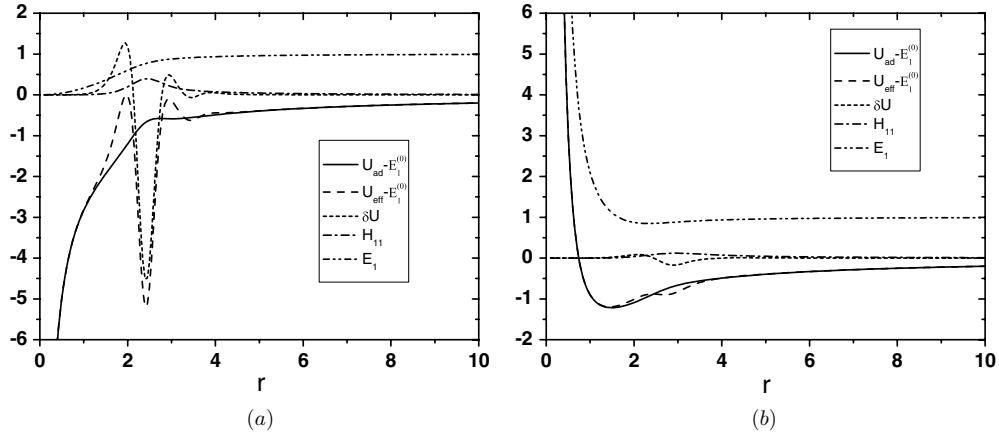 2
1
0
-1
-2
-3
-4
-5
-6
0 2 4 6 8 10
r
U_ad-E_1^(0)
U_eff-E_1^(0)
δU
H_11
E_1
(a)
6
5
4
3
2
1
0
-1
-2
0 2 4 6 8 10
r
U_ad-E_1^(0)
U_eff-E_1^(0)
δU
H_11
E_1
(b)